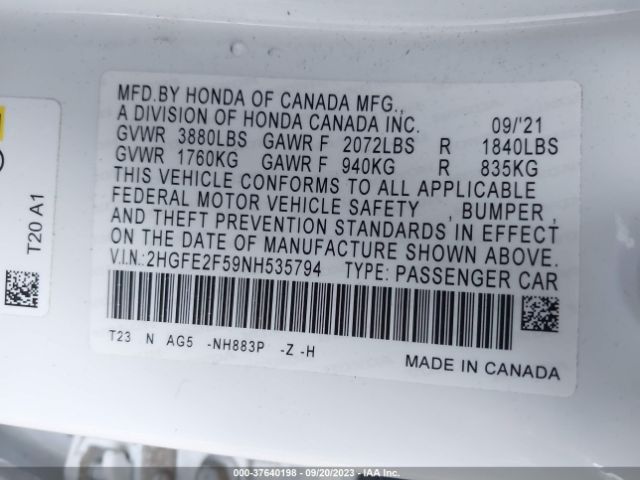 MFD.BY HONDA OF CANADA MFG.,
A DIVISION OF HONDA CANADA INC. 09/'21
GVWR 3880LBS GAWR F 2072LBS R 1840LBS
GVWR 1760KG GAWR F 940KG R 835KG
THIS VEHICLE CONFORMS TO ALL APPLICABLE
FEDERAL MOTOR VEHICLE SAFETY , BUMPER ,
AND THEFT PREVENTION STANDARDS IN EFFECT
ON THE DATE OF MANUFACTURE SHOWN ABOVE.
V.I.N.:2HGFE2F59NH535794 TYPE: PASSENGER CAR
T23 N AG5 -NH883P -Z -H
MADE IN CANADA
T20 A1
000-37640198 - 09/20/2023 - IAA Inc.